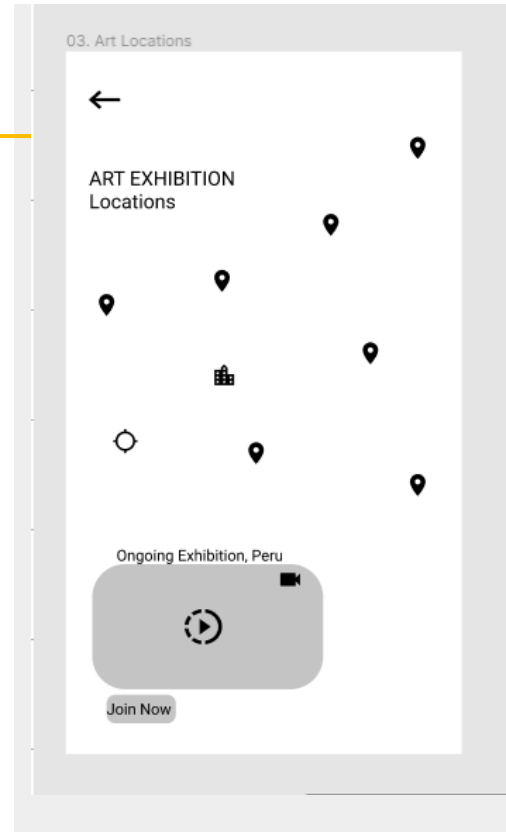 03. Art Locations
ART EXHIBITION
Locations
Ongoing Exhibition, Peru
Join Now